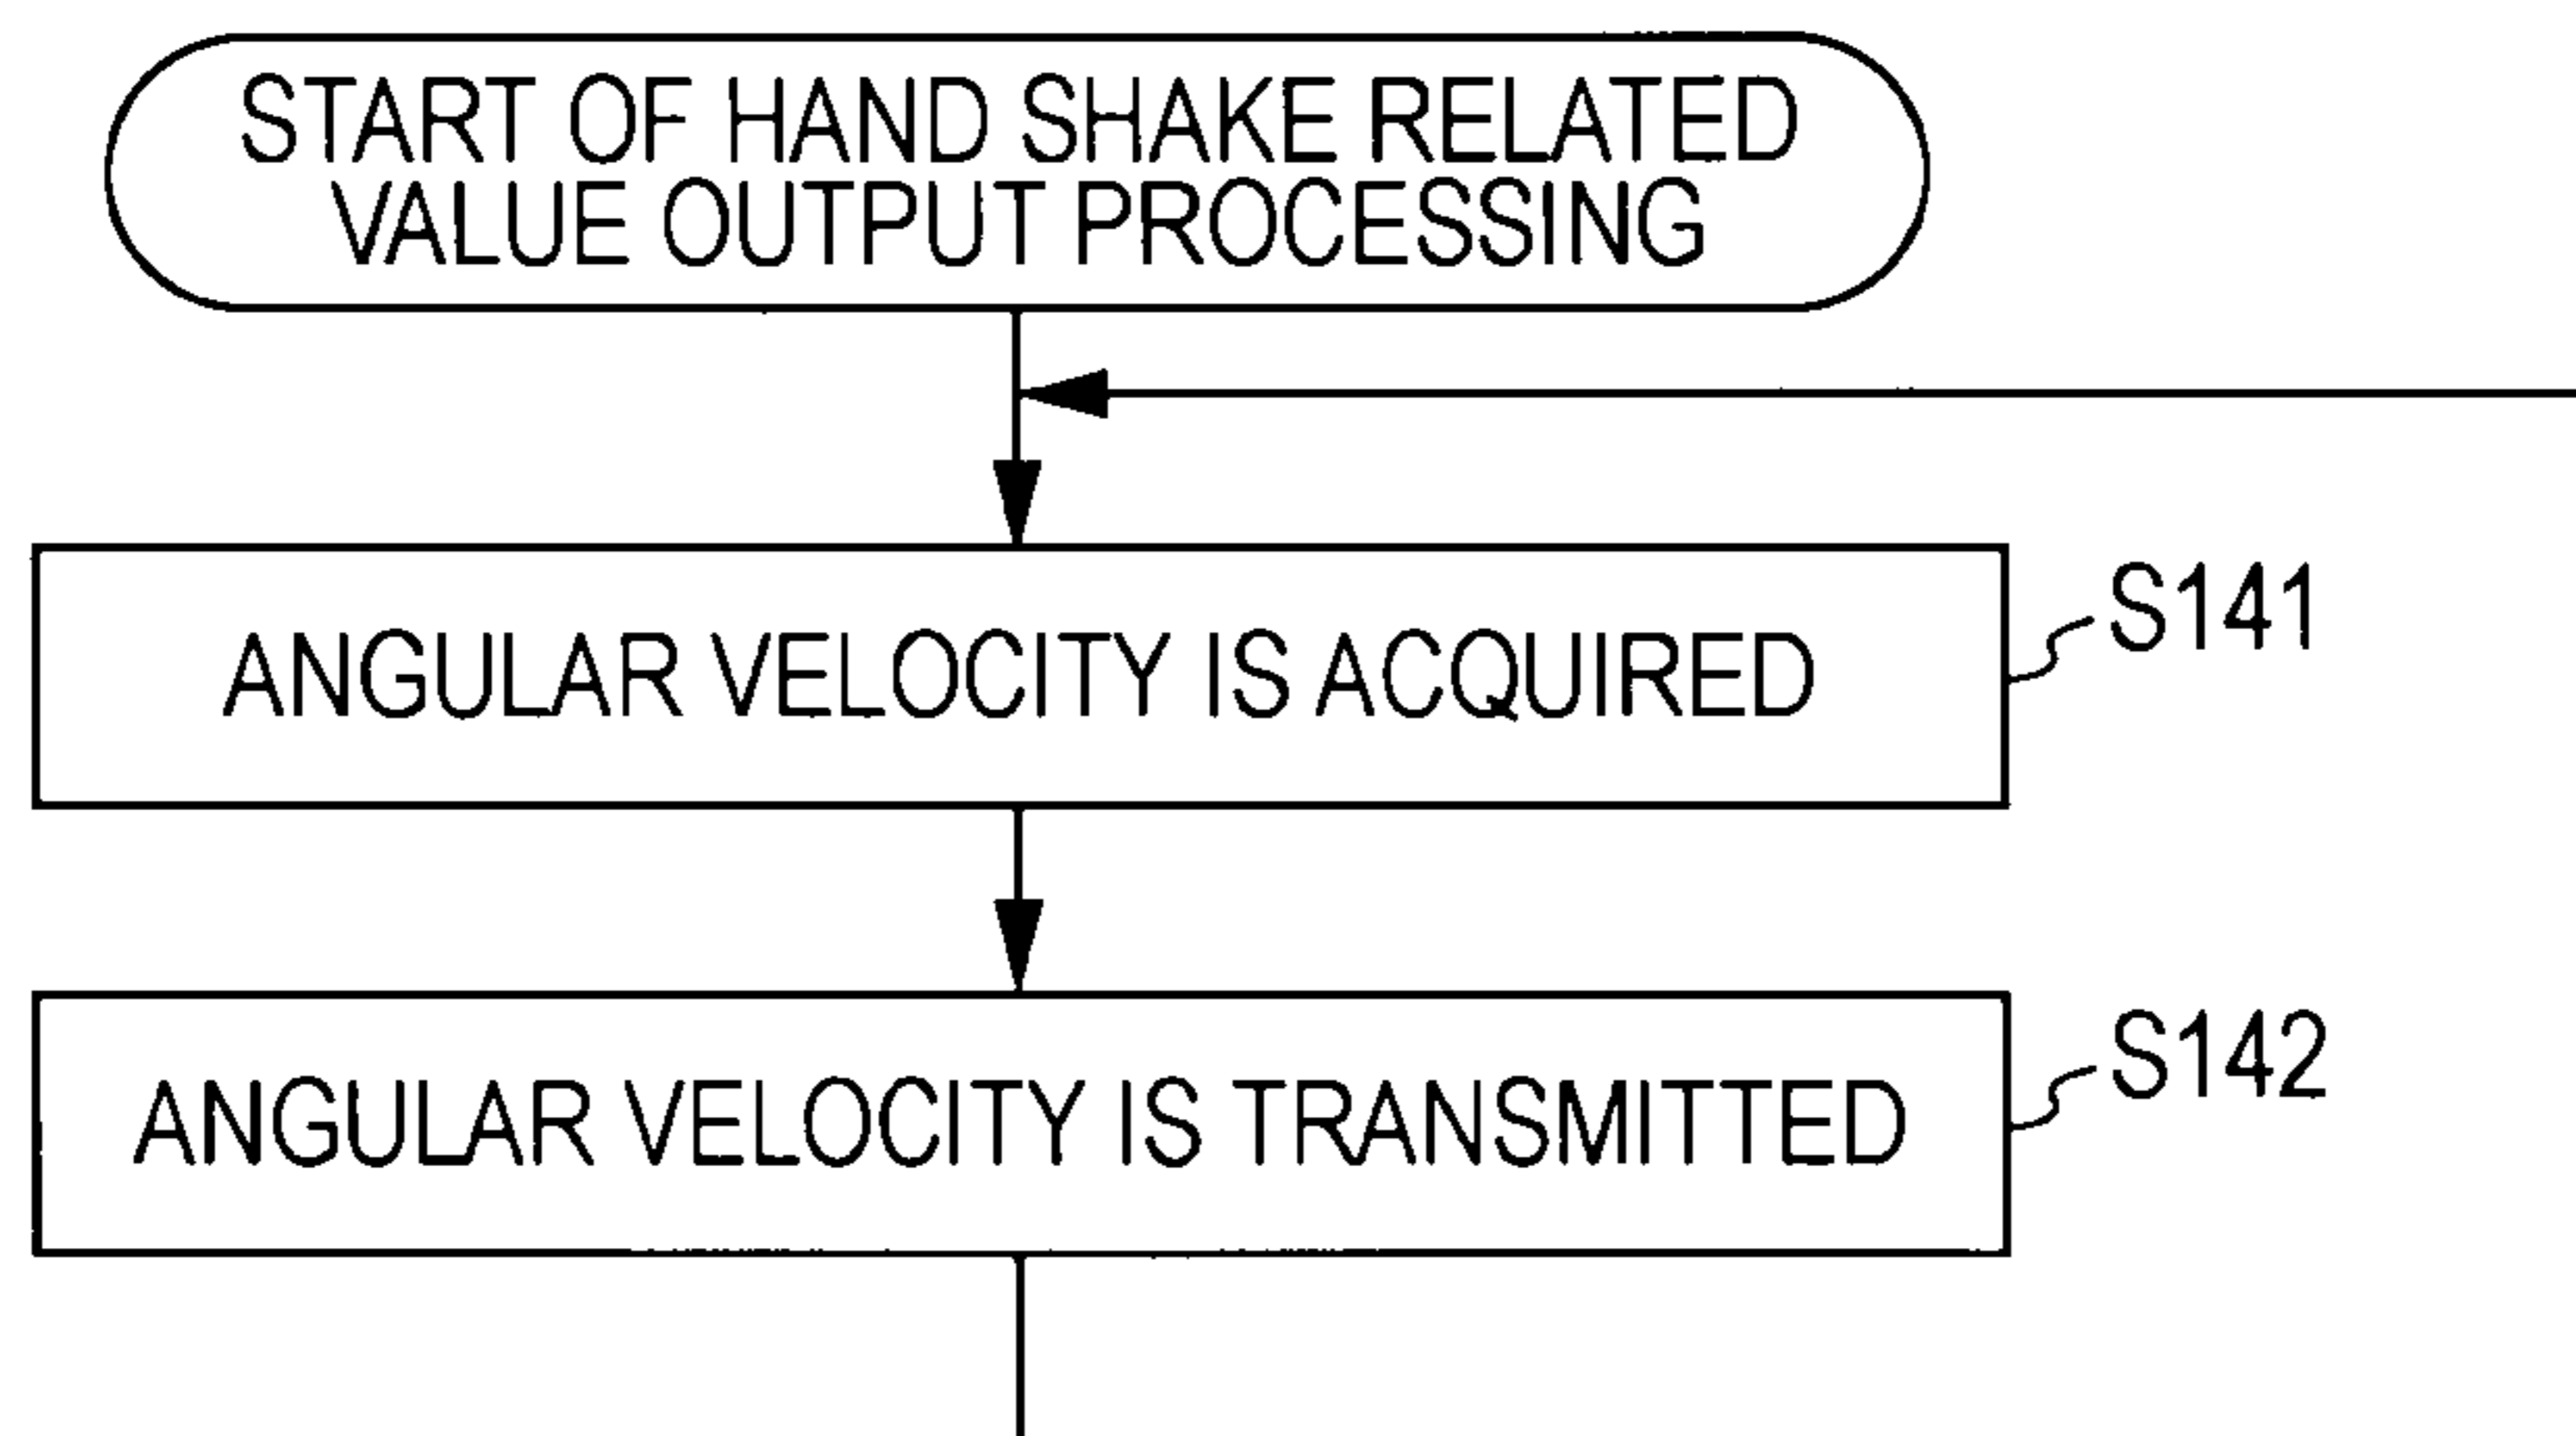 START OF HAND SHAKE RELATED
VALUE OUTPUT PROCESSING
ANGULAR VELOCITY IS ACQUIRED
S141
ANGULAR VELOCITY IS TRANSMITTED
S142